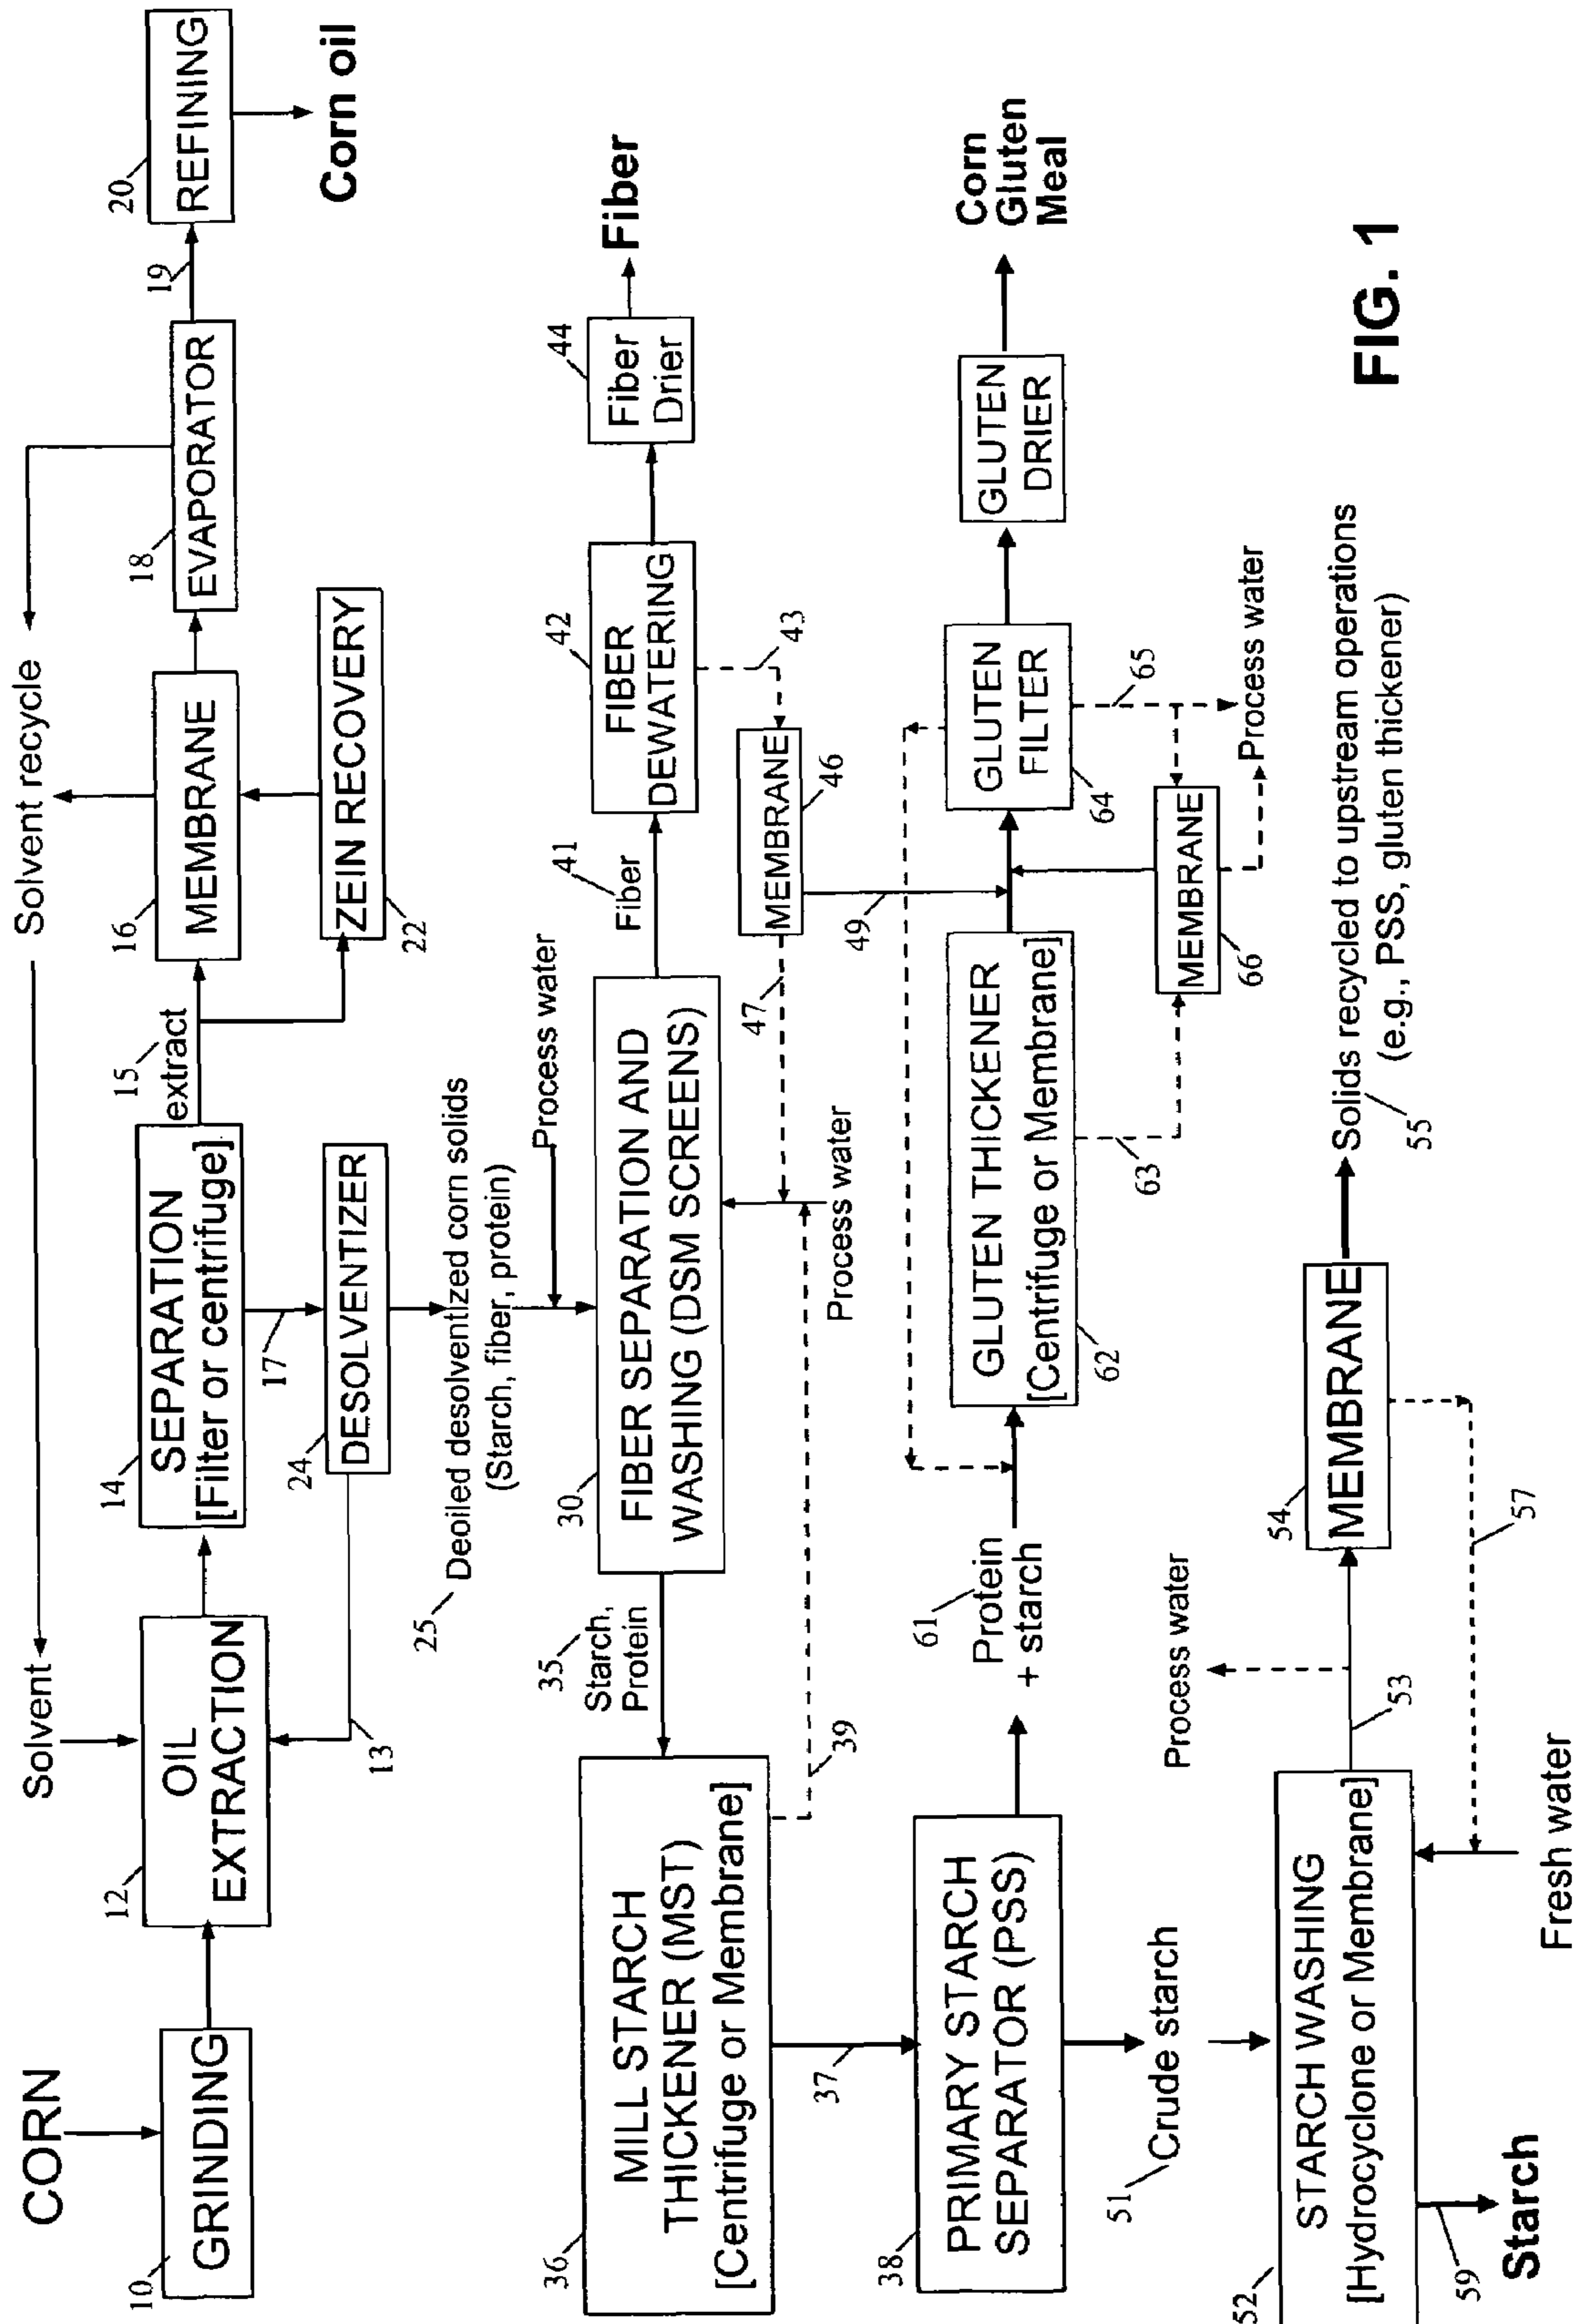 CORN
10
GRINDING
Solvent
Solvent recycle
12
OIL
EXTRACTION
13
14
SEPARATION
[Filter or centrifuge]
15
extract
17
24
DESOLVENTIZER
16
MEMBRANE
22
ZEIN RECOVERY
18
EVAPORATOR
19
20
REFINING
Corn oil
25
Deoiled desolventized corn solids
(Starch, fiber, protein)
Process water
30
FIBER SEPARATION AND
WASHING (DSM SCREENS)
35
Starch,
Protein
41
Fiber
42
FIBER
DEWATERING
43
44
Fiber
Drier
Fiber
MEMBRANE
46
47
49
Process water
36
MILL STARCH
THICKENER (MST)
[Centrifuge or Membrane]
39
37
38
PRIMARY STARCH
SEPARATOR (PSS)
61
Protein
+ starch
GLUTEN THICKENER
[Centrifuge or Membrane]
62
63
GLUTEN
FILTER
64
65
MEMBRANE
66
Process water
GLUTEN
DRIER
Corn
Gluten
Meal
51
Crude starch
52
STARCH WASHING
[Hydrocyclone or Membrane]
Process water
53
54
MEMBRANE
Solids recycled to upstream operations
(e.g., PSS, gluten thickener)
55
57
Fresh water
59
Starch
FIG. 1